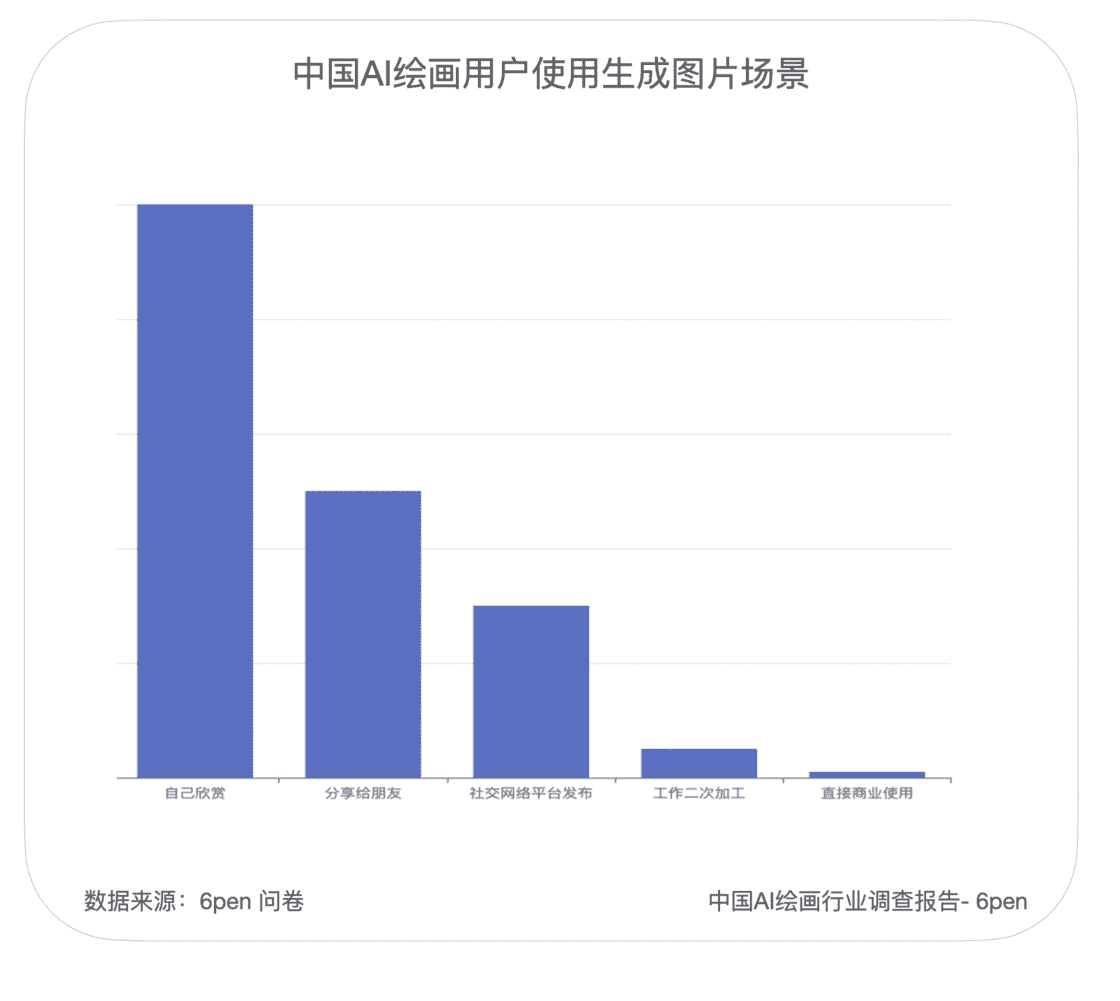 中国AI绘画用户使用生成图片场景
自己欣赏
分享给朋友
社交网络平台发布
工作二次加工
直接商业使用
数据来源：6pen 问卷
中国AI绘画行业调查报告- 6pen